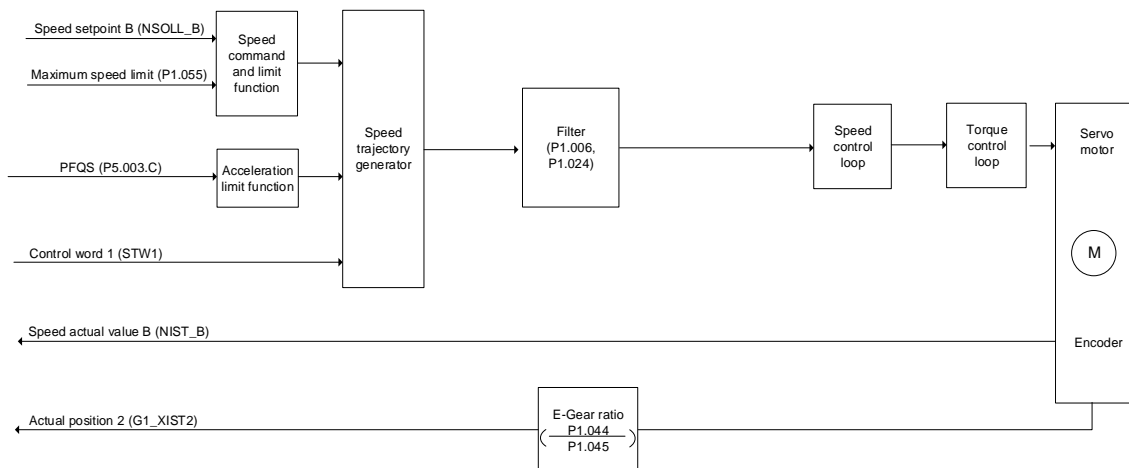 Speed setpoint B (NSOLL_B)
Maximum speed limit (P1.055)
Speed
command
and limit
function
PFQS (P5.003.C)
Acceleration
limit function
Control word 1 (STW1)
Speed
trajectory
generator
Filter
(P1.006,
P1.024)
Speed
control
loop
Torque
control
loop
Servo
motor
M
Encoder
Speed actual value B (NIST_B)
Actual position 2 (G1_XIST2)
E-Gear ratio
( P1.044
P1.045 )